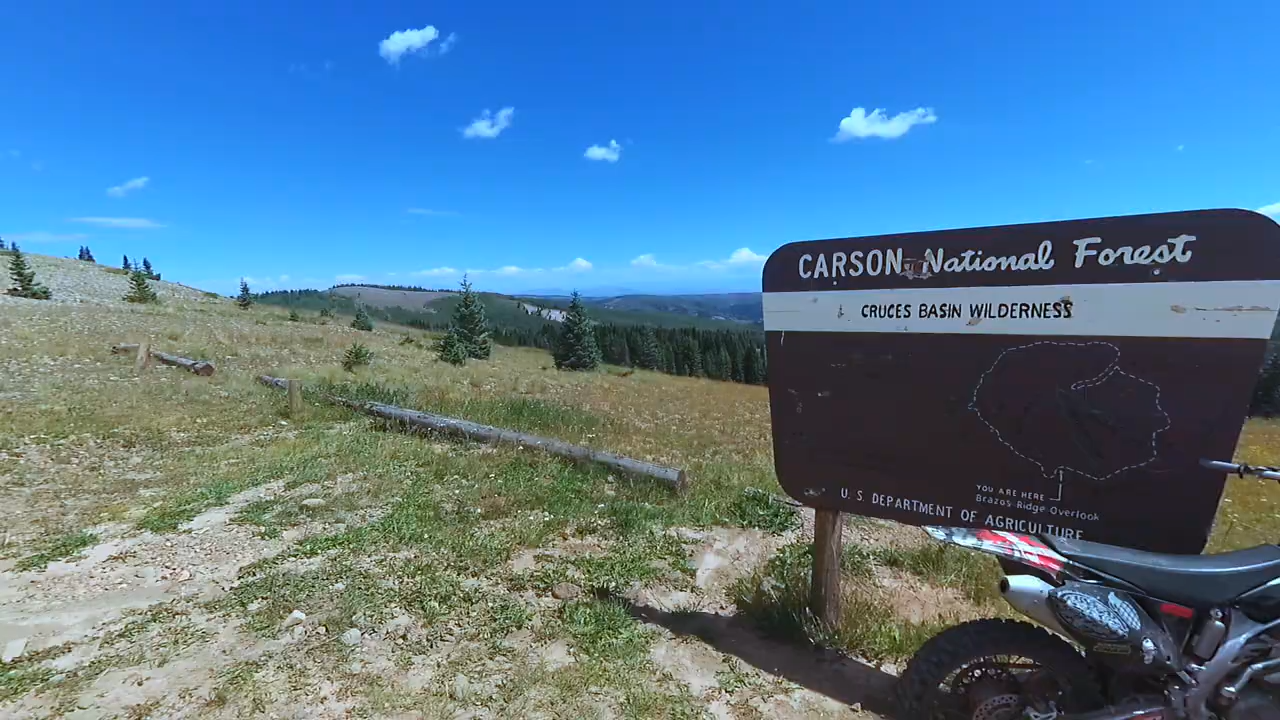 CARSON National Forest
CRUCES BASIN WILDERNESS
YOU ARE HERE
Brazos Ridge Overlook
U. S. DEPARTMENT OF AGRICULTURE